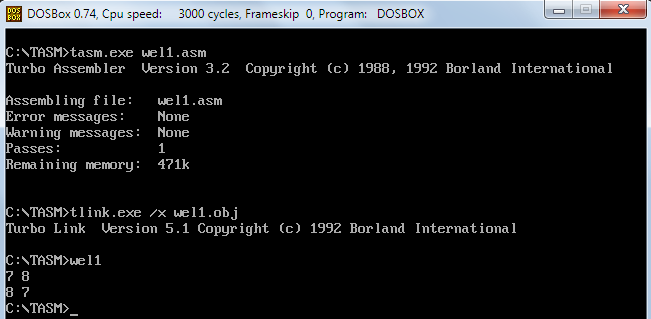 DOS BOX
DOSBox 0.74, Cpu speed: 3000 cycles, Frameskip 0, Program: DOSBOX
C:\TASM>tasm.exe wel1.asm
Turbo Assembler Version 3.2 Copyright (c) 1988, 1992 Borland International
Assembling file: wel1.asm
Error messages: None
Warning messages: None
Passes: 1
Remaining memory: 471k
C:\TASM>tlink.exe /x wel1.obj
Turbo Link Version 5.1 Copyright (c) 1992 Borland International
C:\TASM>wel1
7 8
8 7
C:\TASM>_